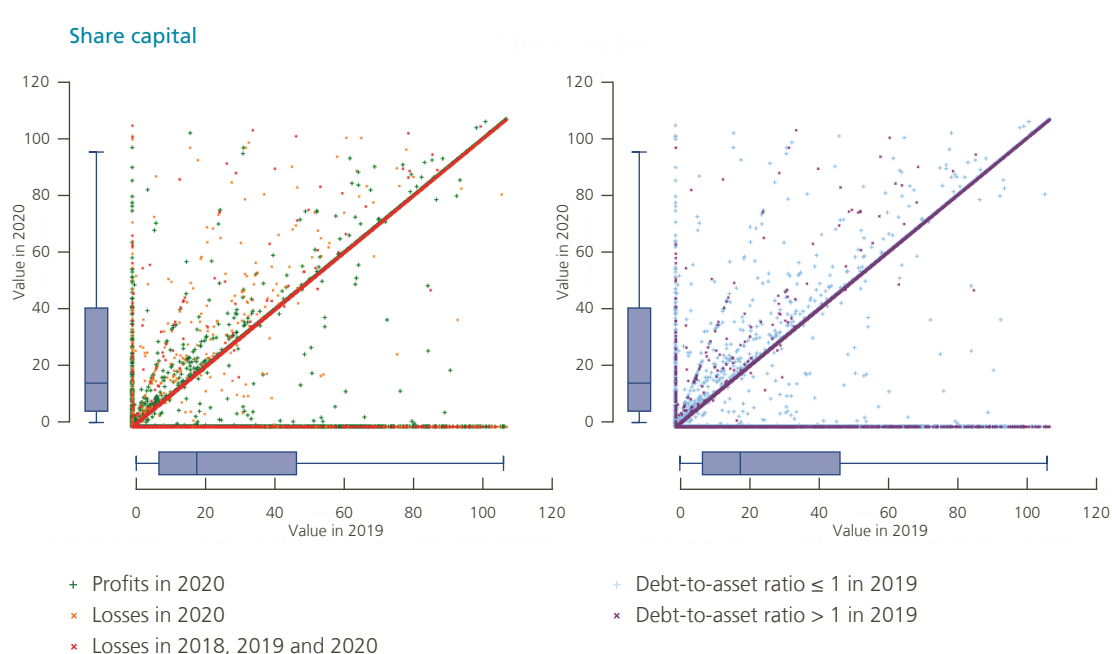 Share capital
120
100
80
60
40
20
0
Value in 2020
0 20 40 60 80 100 120
Value in 2019
+ Profits in 2020
× Losses in 2020
× Losses in 2018, 2019 and 2020
120
100
80
60
40
20
0
Value in 2020
0 20 40 60 80 100 120
Value in 2019
+ Debt-to-asset ratio ≤ 1 in 2019
× Debt-to-asset ratio > 1 in 2019